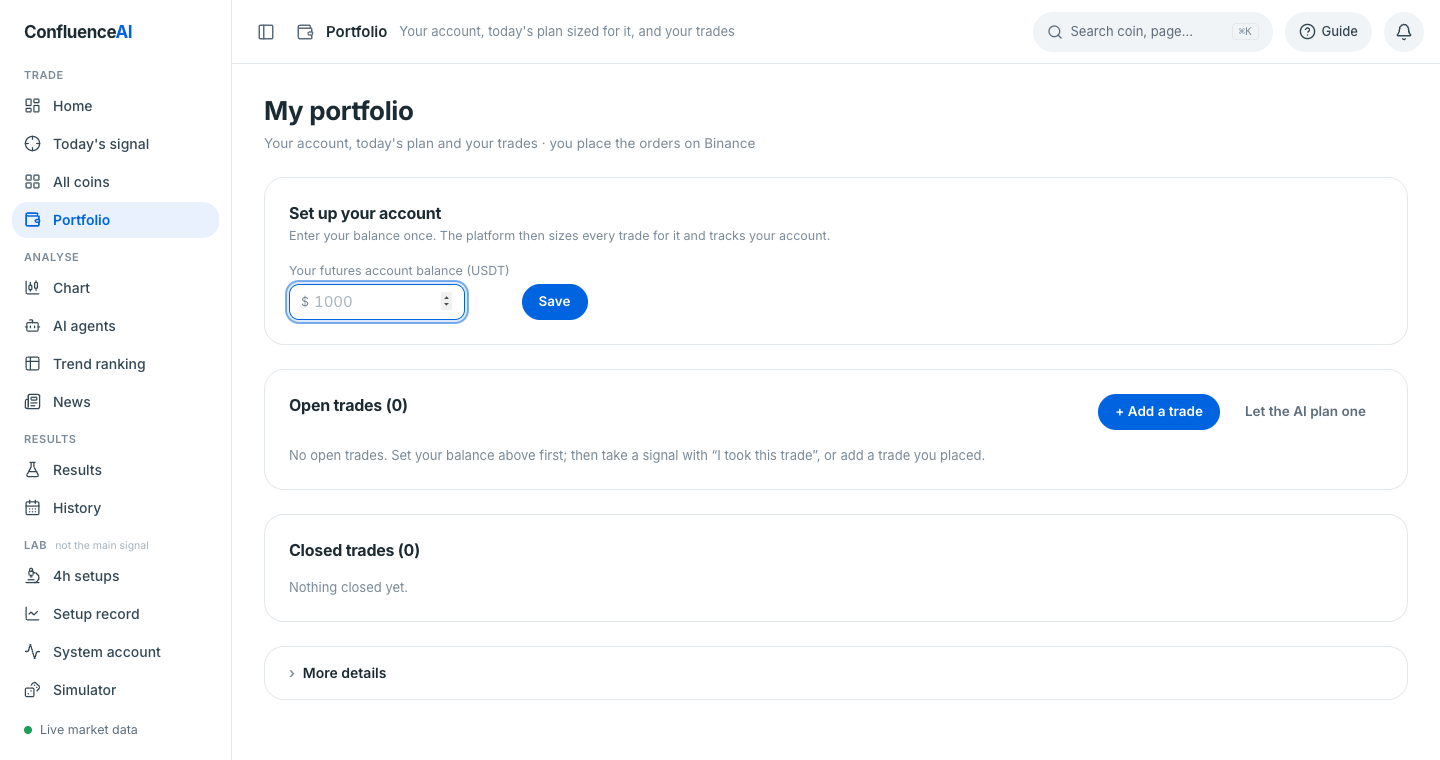 ConfluenceAI
TRADE
Home
Today's signal
All coins
Portfolio
ANALYSE
Chart
AI agents
Trend ranking
News
RESULTS
Results
History
LAB not the main signal
4h setups
Setup record
System account
Simulator
Live market data
Portfolio Your account, today's plan sized for it, and your trades
Search coin, page... ⌘K
Guide
My portfolio
Your account, today's plan and your trades · you place the orders on Binance
Set up your account
Enter your balance once. The platform then sizes every trade for it and tracks your account.
Your futures account balance (USDT)
$ 1000
Save
Open trades (0)
+ Add a trade
Let the AI plan one
No open trades. Set your balance above first; then take a signal with “I took this trade”, or add a trade you placed.
Closed trades (0)
Nothing closed yet.
› More details